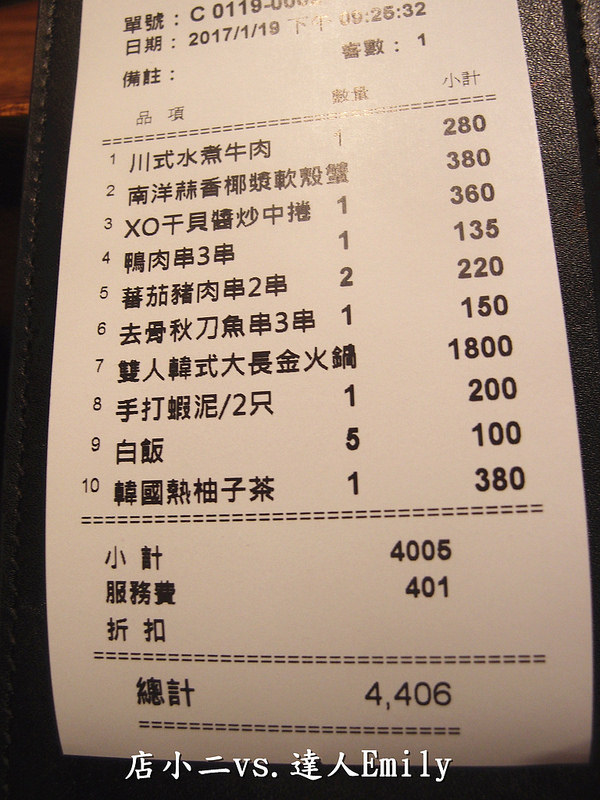 單號：C 0119-000
日期：2017/1/19 下午 09:25:32
客數：1
備註：
品 項 數量 小計
1 川式水煮牛肉 1 280
2 南洋蒜香椰漿軟殼蟹 380
3 XO干貝醬炒中捲 1 360
4 鴨肉串3串 1 135
5 蕃茄豬肉串2串 2 220
6 去骨秋刀魚串3串 1 150
7 雙人韓式大長金火鍋 1800
8 手打蝦泥/2只 1 200
9 白飯 5 100
10 韓國熱柚子茶 1 380
小 計 4005
服務費 401
折 扣
總計 4,406
店小二vs.達人Emily